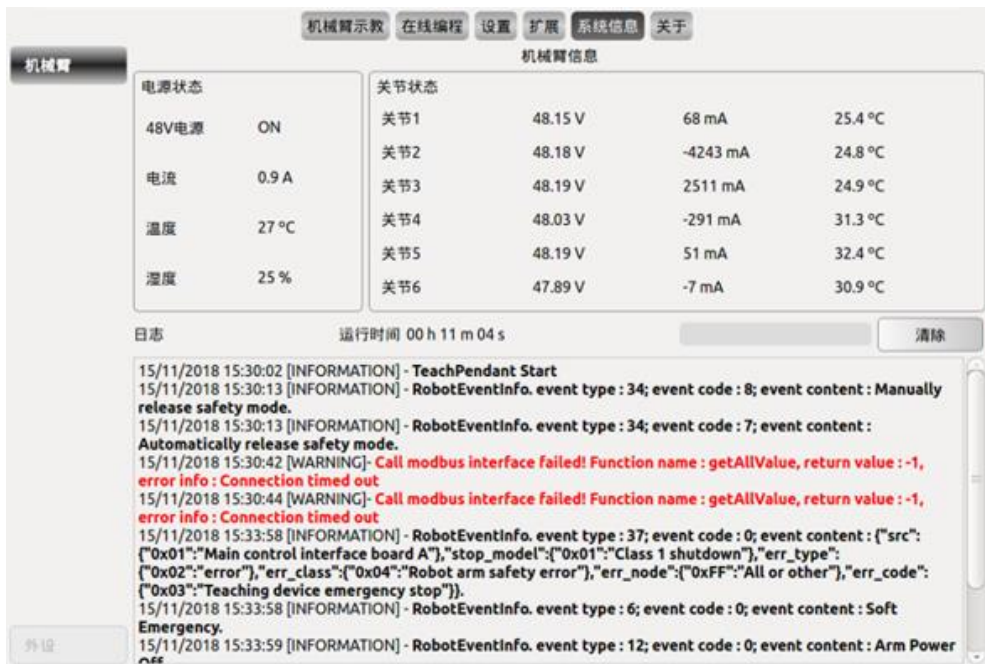 机械臂示教 在线编程 设置 扩展 系统信息 关于
机械臂
机械臂信息
电源状态
48V电源 ON
电流 0.9 A
温度 27 ºC
湿度 25 %
关节状态
关节1 48.15 V 68 mA 25.4 ºC
关节2 48.18 V -4243 mA 24.8 ºC
关节3 48.19 V 2511 mA 24.9 ºC
关节4 48.03 V -291 mA 31.3 ºC
关节5 48.19 V 51 mA 32.4 ºC
关节6 47.89 V -7 mA 30.9 ºC
日志 运行时间 00 h 11 m 04 s 清除
15/11/2018 15:30:02 [INFORMATION] - TeachPendant Start
15/11/2018 15:30:13 [INFORMATION] - RobotEventInfo. event type : 34; event code : 8; event content : Manually
release safety mode.
15/11/2018 15:30:13 [INFORMATION] - RobotEventInfo. event type : 34; event code : 7; event content :
Automatically release safety mode.
15/11/2018 15:30:42 [WARNING]- Call modbus interface failed! Function name : getAllValue, return value : -1,
error info : Connection timed out
15/11/2018 15:30:44 [WARNING]- Call modbus interface failed! Function name : getAllValue, return value : -1,
error info : Connection timed out
15/11/2018 15:33:58 [INFORMATION] - RobotEventInfo. event type : 37; event code : 0; event content : {"src":
{"0x01":"Main control interface board A"},"stop_model":{"0x01":"Class 1 shutdown"},"err_type":
{"0x02":"error"},"err_class":{"0x04":"Robot arm safety error"},"err_node":{"0xFF":"All or other"},"err_code":
{"0x03":"Teaching device emergency stop"}}.
15/11/2018 15:33:58 [INFORMATION] - RobotEventInfo. event type : 6; event code : 0; event content : Soft
Emergency.
15/11/2018 15:33:59 [INFORMATION] - RobotEventInfo. event type : 12; event code : 0; event content : Arm Power
外设